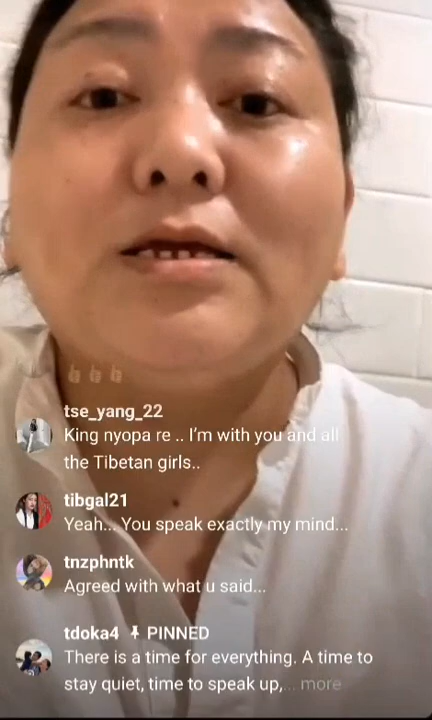 tse_yang_22
King nyopa re .. I'm with you and all
the Tibetan girls..
tibgal21
Yeah... You speak exactly my mind...
tnzphntk
Agreed with what u said...
tdoka4 PINNED
There is a time for everything. A time to
stay quiet, time to speak up,... more